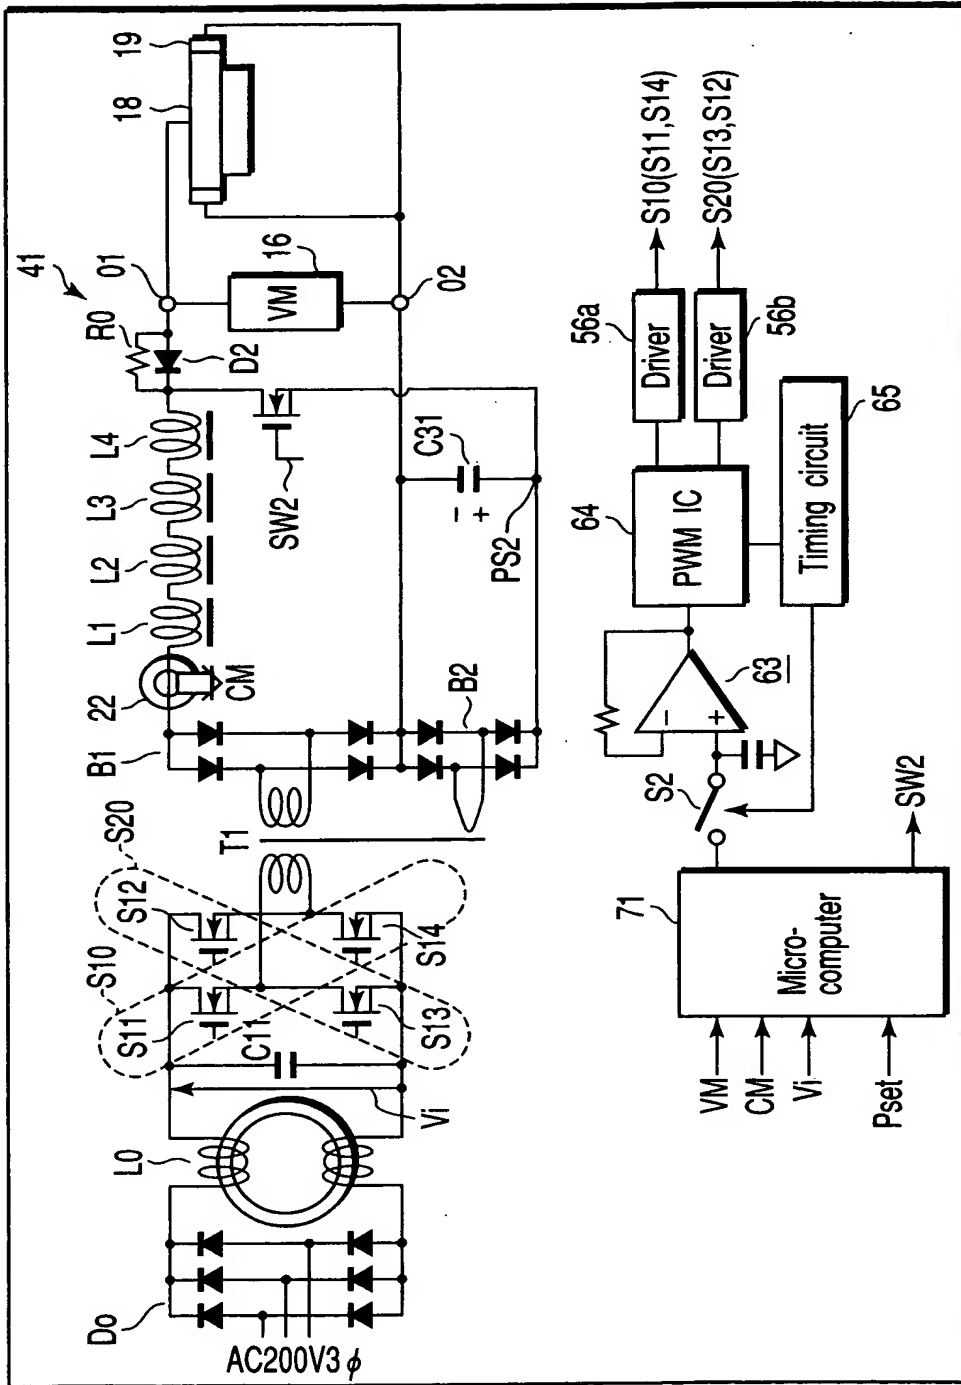 41
R0
01
18
19
D2
16
VM
02
22
L1
L2
L3
L4
CM
B1
SW2
C31
-
+
PS2
B2
T1
S20
S10
S12
S11
S14
S13
C11
Vi
L0
Do
AC200V3 ϕ
VM
CM
Vi
Pset
71
Micro-
computer
SW2
S2
-
+
63
64
PWM IC
56a
Driver
56b
Driver
S10(S11,S14)
S20(S13,S12)
65
Timing circuit